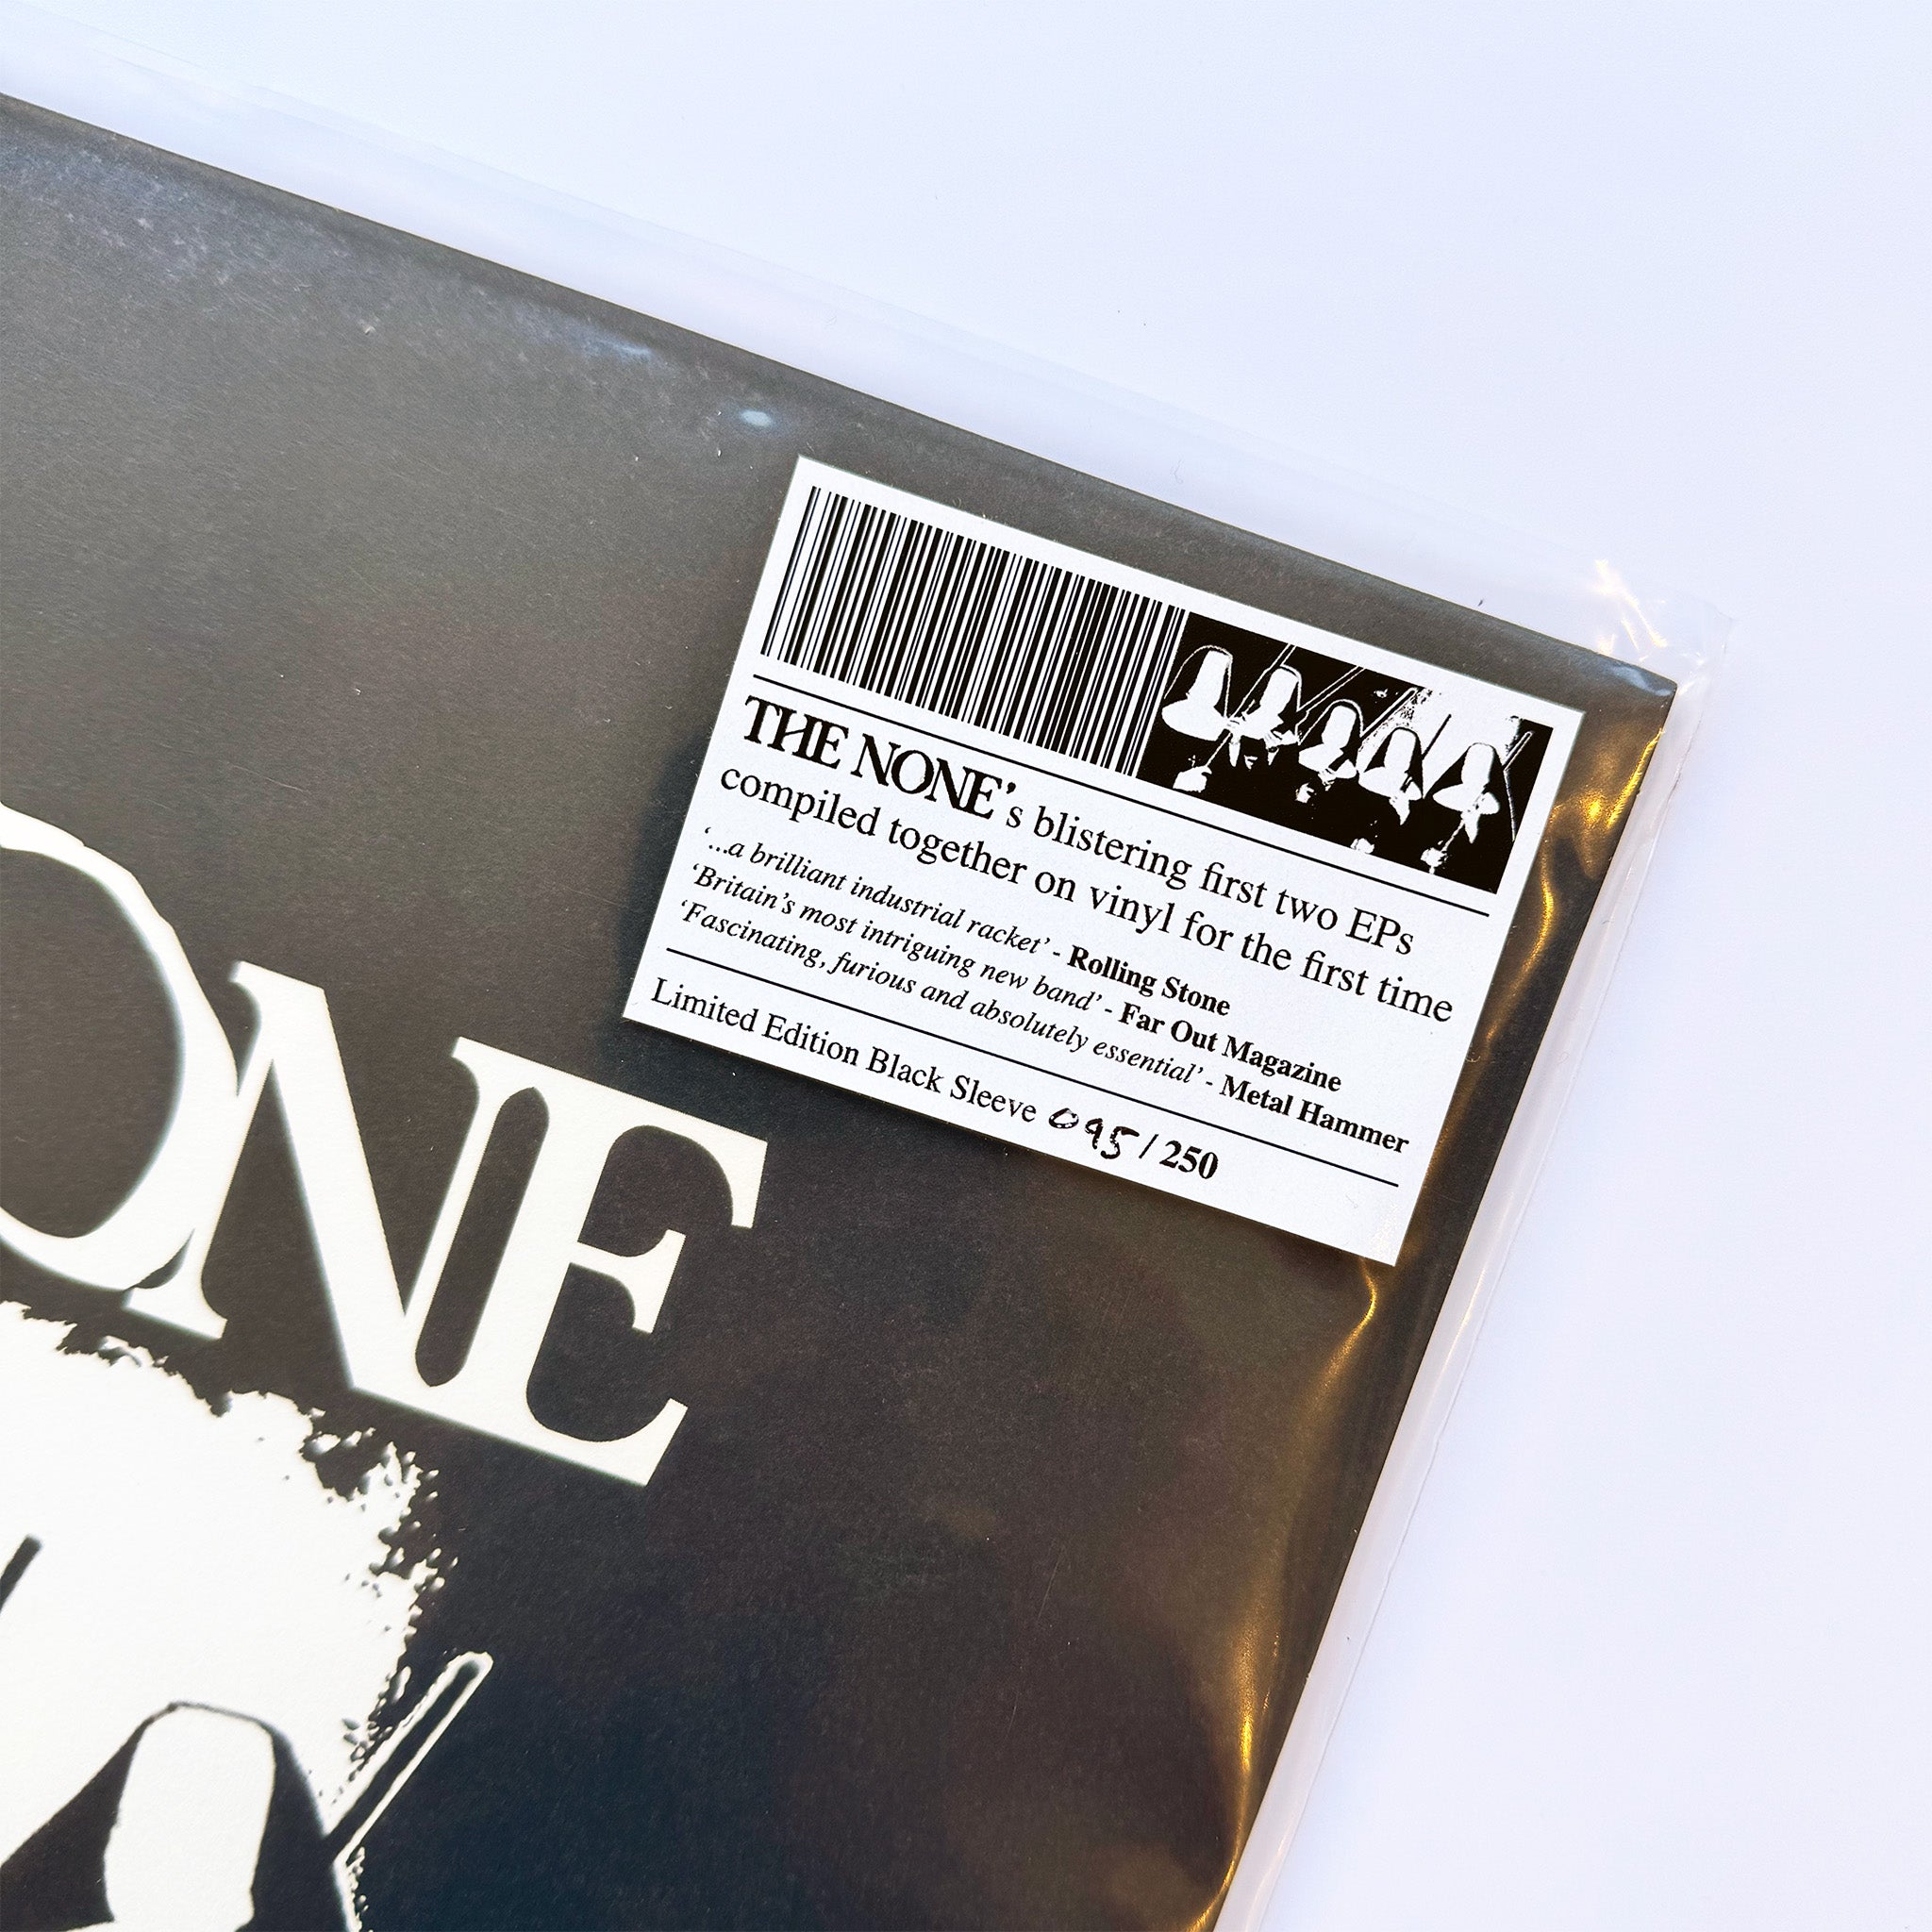 THE NONE's blistering first two EPs
compiled together on vinyl for the first time
'...a brilliant industrial racket' - Rolling Stone
'Britain's most intriguing new band' - Far Out Magazine
'Fascinating, furious and absolutely essential' - Metal Hammer
Limited Edition Black Sleeve 095 / 250
ONE